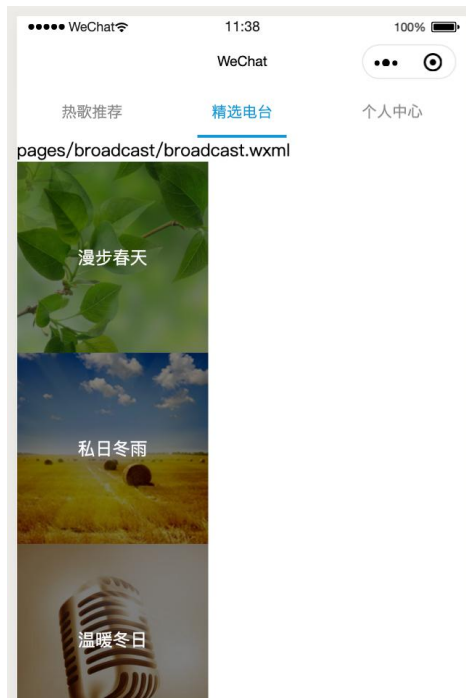 WeChat
11:38
100%
WeChat
热歌推荐
精选电台
个人中心
pages/broadcast/broadcast.wxml
漫步春天
私日冬雨
温暖冬日